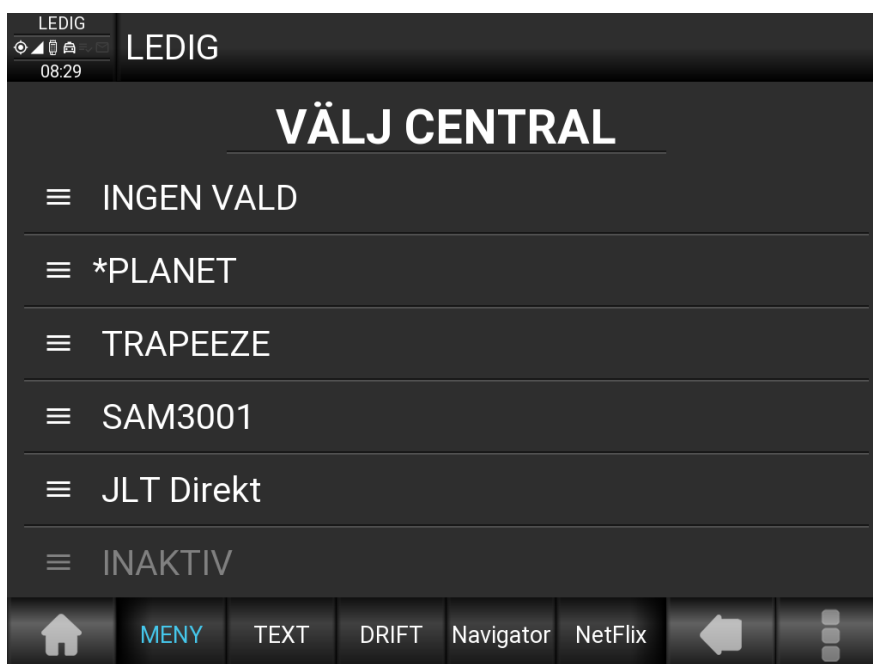 LEDIG
LEDIG
08:29
VÄLJ CENTRAL
INGEN VALD
*PLANET
TRAPEEZE
SAM3001
JLT Direkt
INAKTIV
MENY TEXT DRIFT Navigator NetFlix